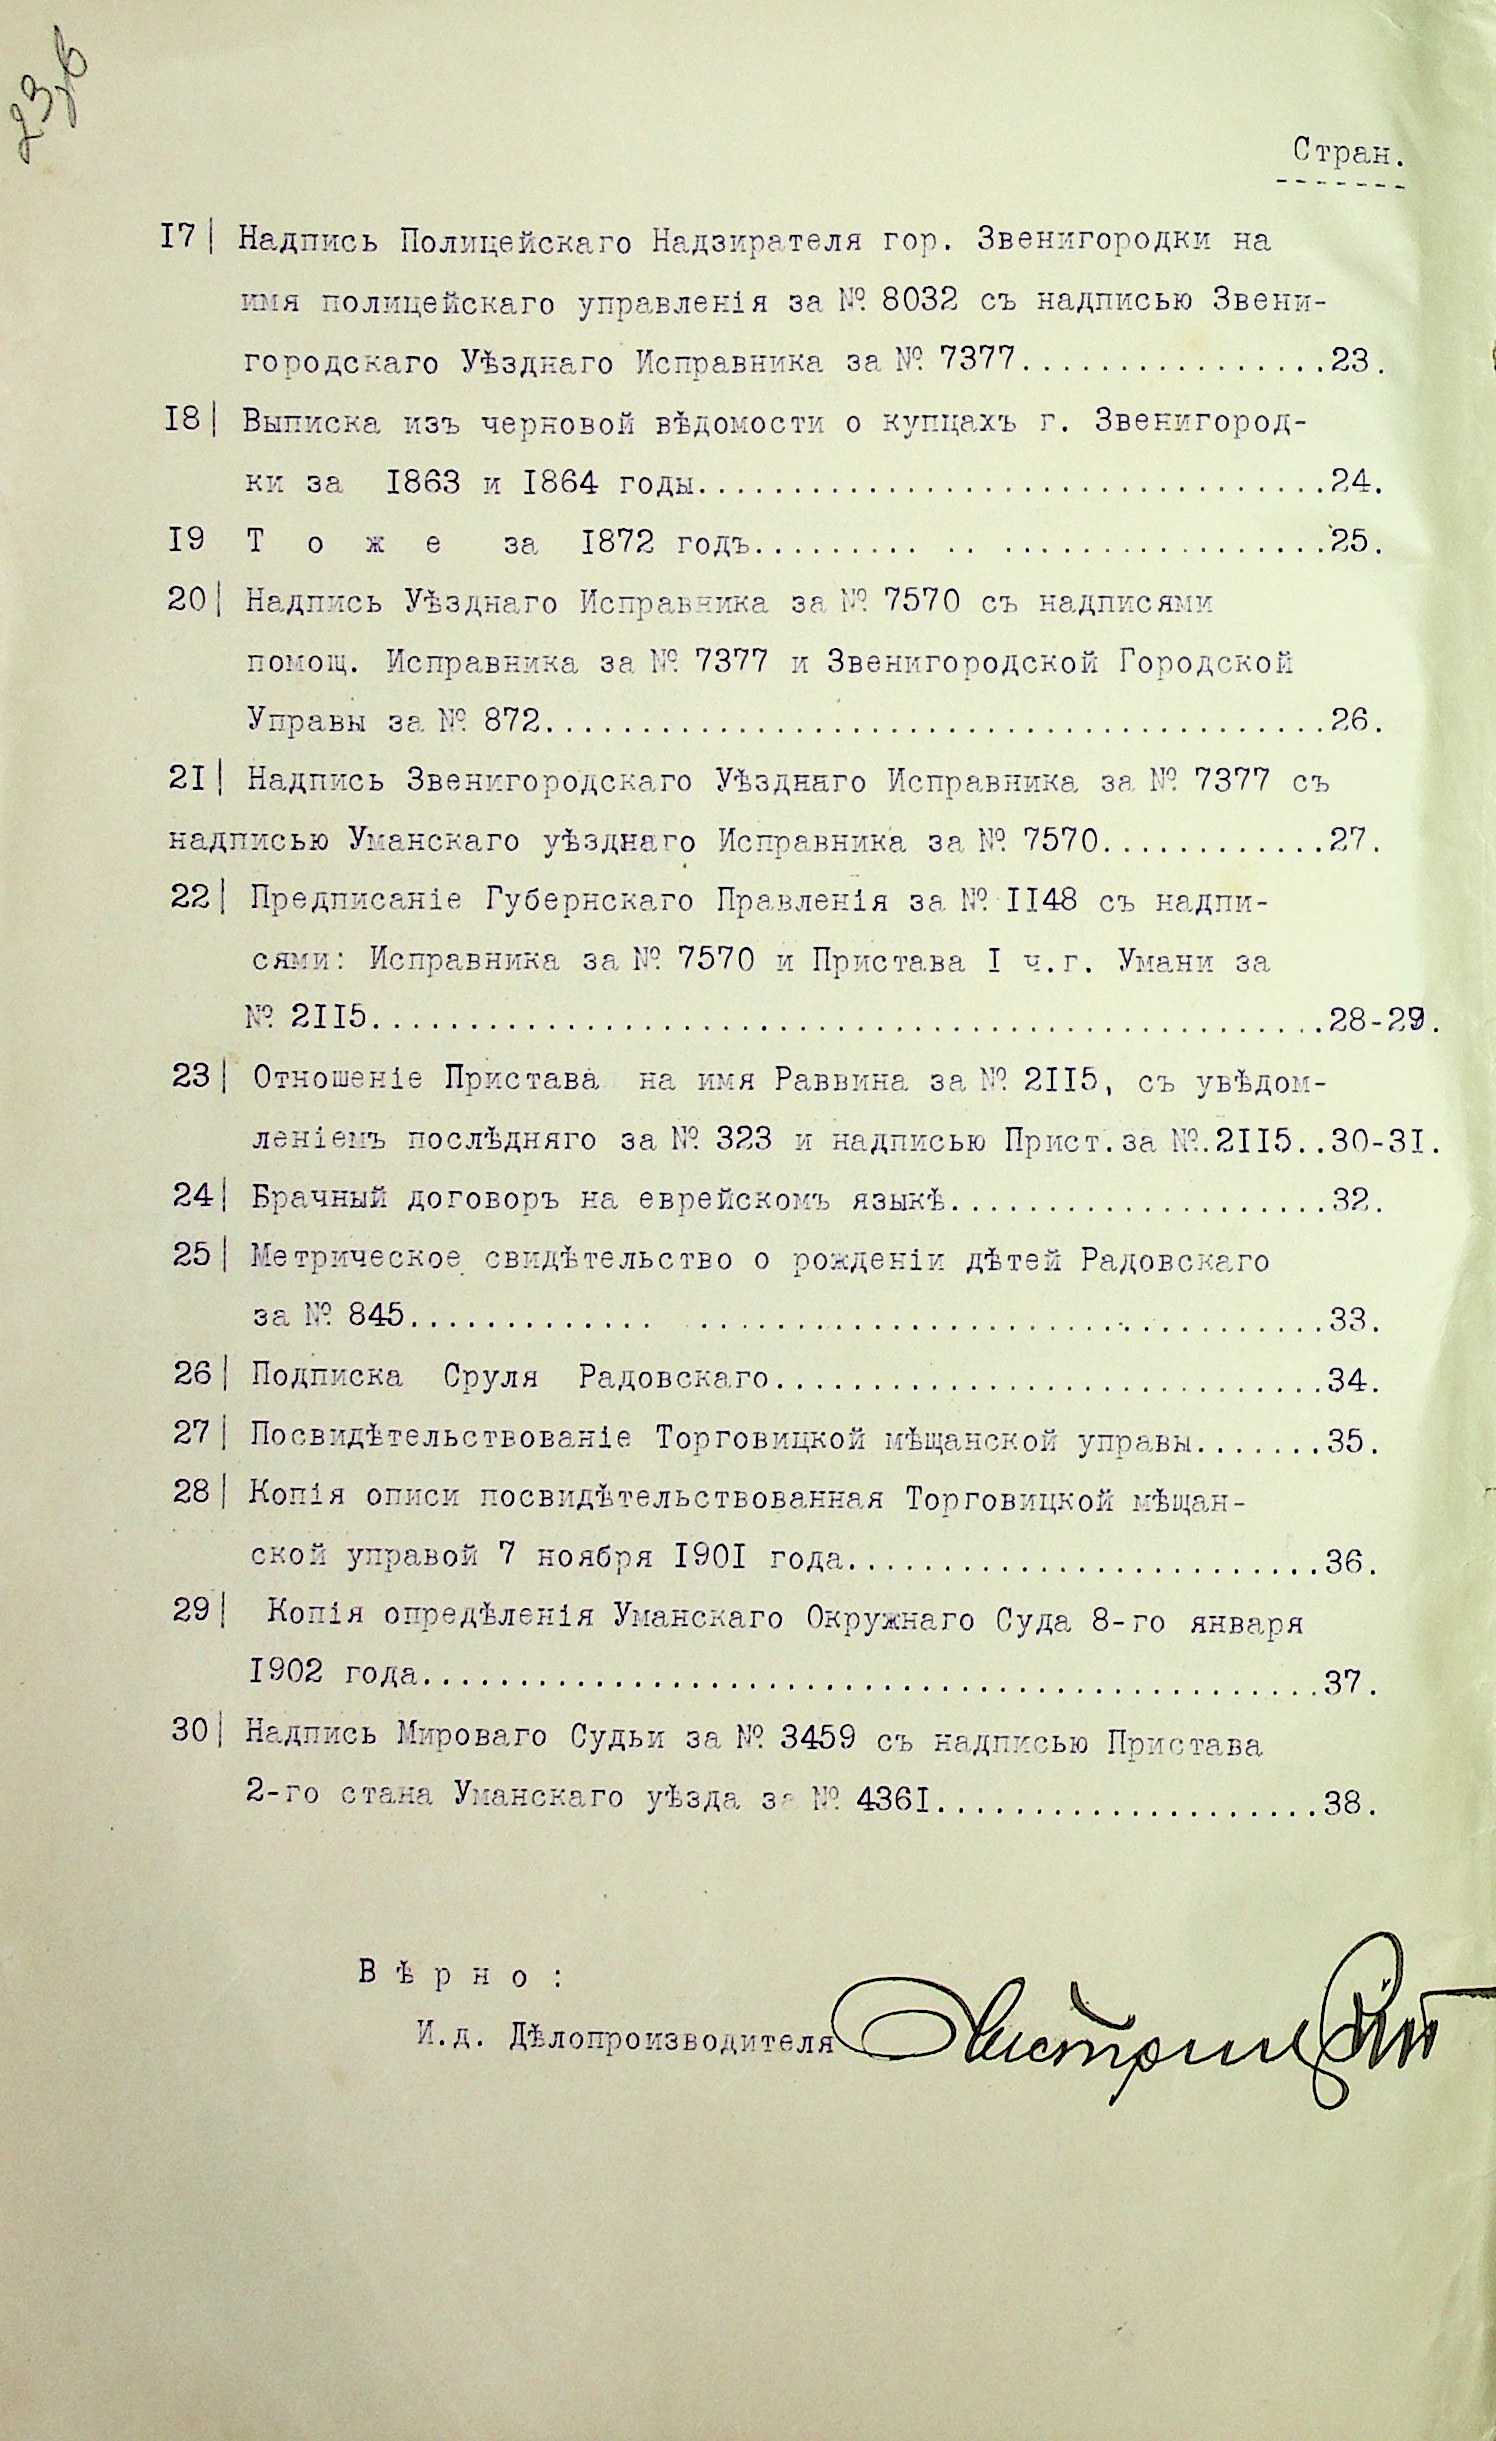 23об
Стран.
17| Надпись Полицейскаго Надзирателя гор. Звенигородки на
имя полицейскаго управленія за № 8032 съ надписью Звени-
городскаго Уѣзднаго Исправника за № 7377................23.
18| Выписка изъ черновой вѣдомости о купцахъ г. Звенигород-
ки за 1863 и 1864 годы.................................24.
19 Т о ж е за 1872 годъ......... .. .................25.
20| Надпись Уѣзднаго Исправника за № 7570 съ надписями
помощ. Исправника за № 7377 и Звенигородской Городской
Управы за № 872.........................................26.
21| Надпись Звенигородскаго Уѣзднаго Исправника за № 7377 съ
надписью Уманскаго уѣзднаго Исправника за № 7570............27.
22| Предписаніе Губернскаго Правленія за № 1148 съ надпи-
сями: Исправника за № 7570 и Пристава I ч.г. Умани за
№ 2115..................................................28-29.
23| Отношеніе Пристава на имя Раввина за № 2115, съ увѣдом-
леніемъ послѣдняго за № 323 и надписью Прист.за №.2115..30-31.
24| Брачный договоръ на еврейскомъ языкѣ....................32.
25| Метрическое свидѣтельство о рожденіи дѣтей Радовскаго
за № 845............. .................................33.
26| Подписка Сруля Радовскаго.............................34.
27| Посвидѣтельствованіе Торговицкой мѣщанской управы.......35.
28| Копія описи посвидѣтельствованная Торговицкой мѣщан-
ской управой 7 ноября 1901 года.........................36.
29| Копія опредѣленія Уманскаго Окружнаго Суда 8-го января
1902 года...............................................37.
30| Надпись Мироваго Судьи за № 3459 съ надписью Пристава
2-го стана Уманскаго уѣзда за № 4361....................38.
В ѣ р н о :
И.д. Дѣлопроизводителя